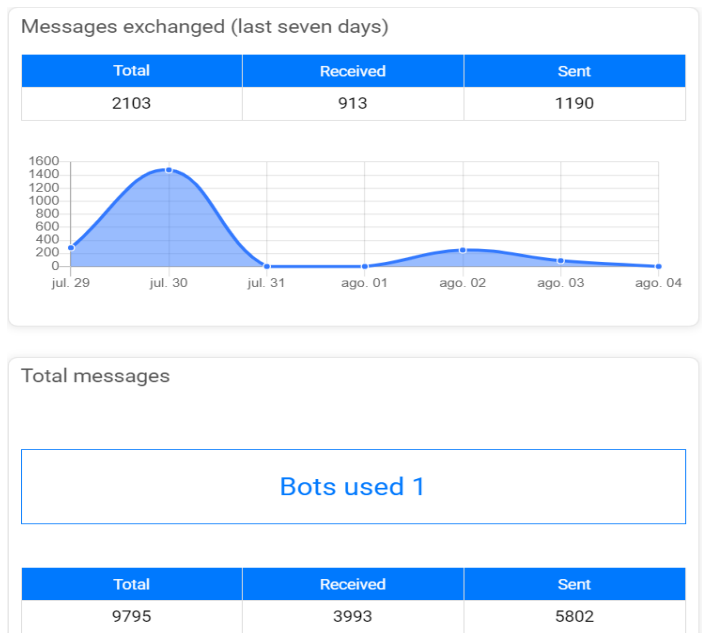 Messages exchanged (last seven days)
Total Received Sent
2103 913 1190
1600
1400
1200
1000
800
600
400
200
0
jul. 29 jul. 30 jul. 31 ago. 01 ago. 02 ago. 03 ago. 04
Total messages
Bots used 1
Total Received Sent
9795 3993 5802